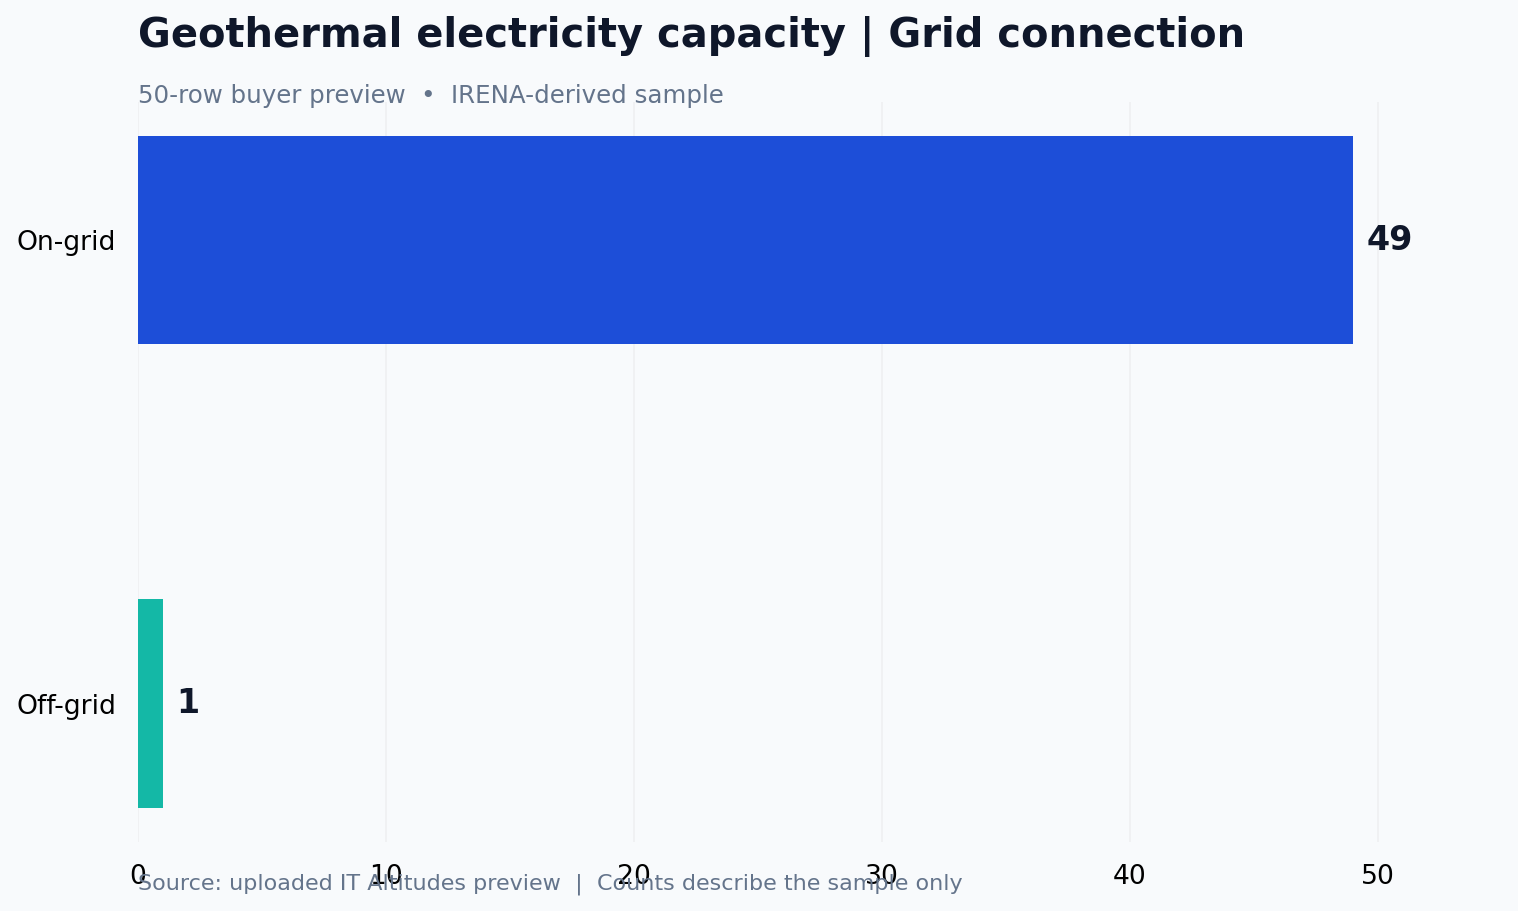 Geothermal electricity capacity | Grid connection
50-row buyer preview • IRENA-derived sample
On-grid
49
Off-grid
1
0 10 20 30 40 50
Source: uploaded IT Altitudes preview | Counts describe the sample only